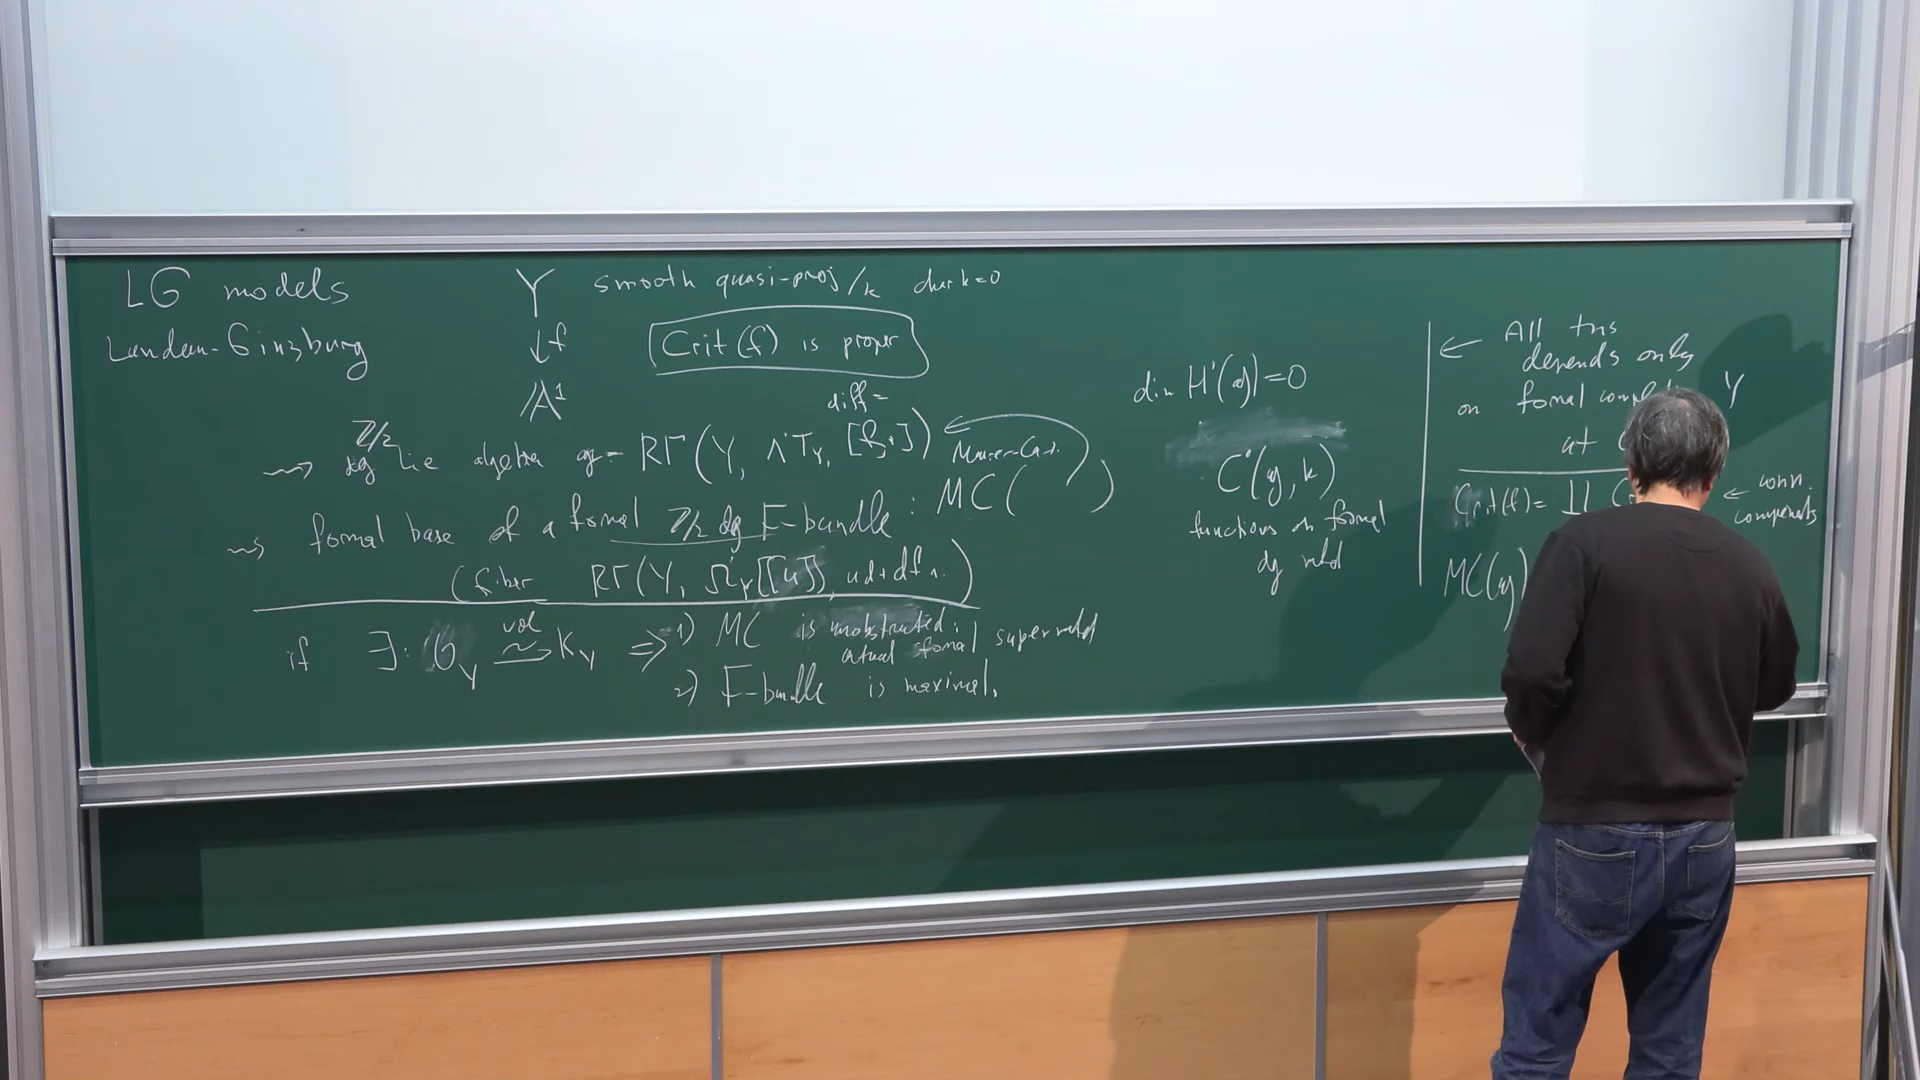 LG models
Landau-Ginzburg
Y smooth quasi-proj/k char k=0
↓f
Crit(f) is proper
A¹
diff=
⇝ Z/2 dg Lie algebra g = RΓ(Y, Λ˙T_Y, [f,·])
Maurer-Cart.
⇝ formal base of a formal Z/2 dg F-bundle : MC( )
(fiber RΓ(Y, Ω˙_Y[[u]], ud+df∧)
if ∃: O_Y ≃ K_Y vol ⇒ 1) MC is unobstructed:
actual formal supermfld
2) F-bundle is maximal.
dim H˙(g)=0
C˙(g, k)
functions on formal
dg mfd
← All this
depends only
on formal Y
at
Crit(f) = ∐ ← conn.
components
MC(g)